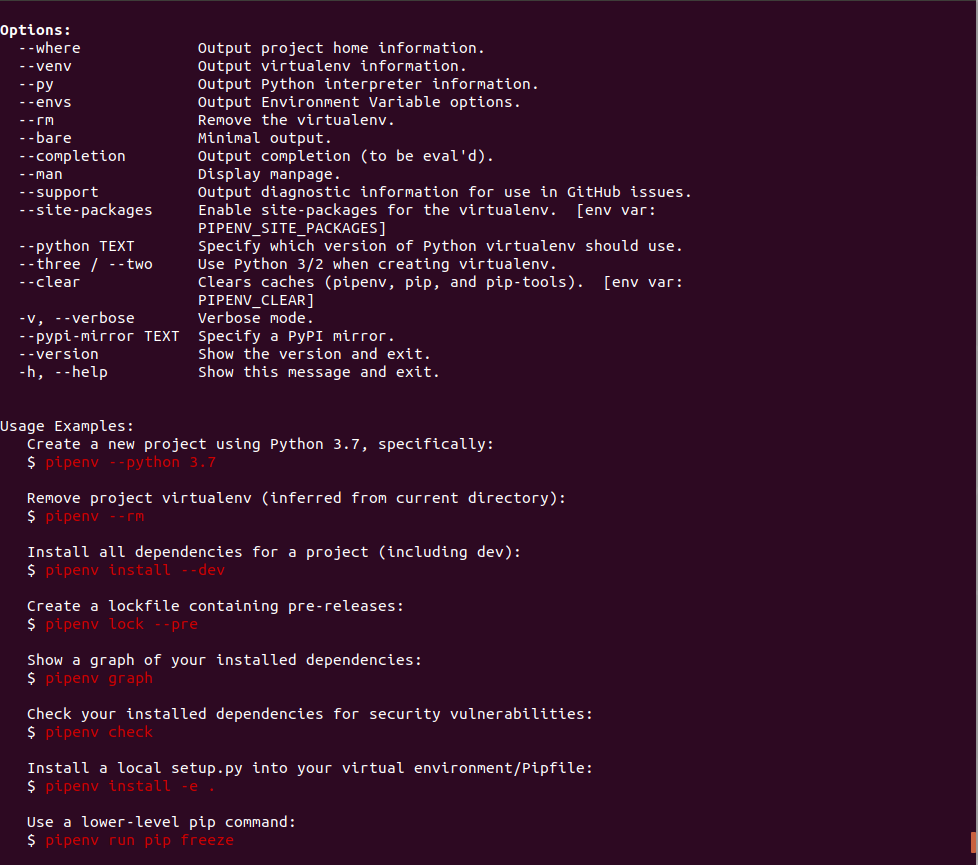 Options:
  --where             Output project home information.
  --venv              Output virtualenv information.
  --py                Output Python interpreter information.
  --envs              Output Environment Variable options.
  --rm                Remove the virtualenv.
  --bare              Minimal output.
  --completion        Output completion (to be eval'd).
  --man               Display manpage.
  --support           Output diagnostic information for use in GitHub issues.
  --site-packages     Enable site-packages for the virtualenv.  [env var:
                      PIPENV_SITE_PACKAGES]
  --python TEXT       Specify which version of Python virtualenv should use.
  --three / --two     Use Python 3/2 when creating virtualenv.
  --clear             Clears caches (pipenv, pip, and pip-tools).  [env var:
                      PIPENV_CLEAR]
  -v, --verbose       Verbose mode.
  --pypi-mirror TEXT  Specify a PyPI mirror.
  --version           Show the version and exit.
  -h, --help          Show this message and exit.

Usage Examples:
   Create a new project using Python 3.7, specifically:
   $ pipenv --python 3.7

   Remove project virtualenv (inferred from current directory):
   $ pipenv --rm

   Install all dependencies for a project (including dev):
   $ pipenv install --dev

   Create a lockfile containing pre-releases:
   $ pipenv lock --pre

   Show a graph of your installed dependencies:
   $ pipenv graph

   Check your installed dependencies for security vulnerabilities:
   $ pipenv check

   Install a local setup.py into your virtual environment/Pipfile:
   $ pipenv install -e .

   Use a lower-level pip command:
   $ pipenv run pip freeze